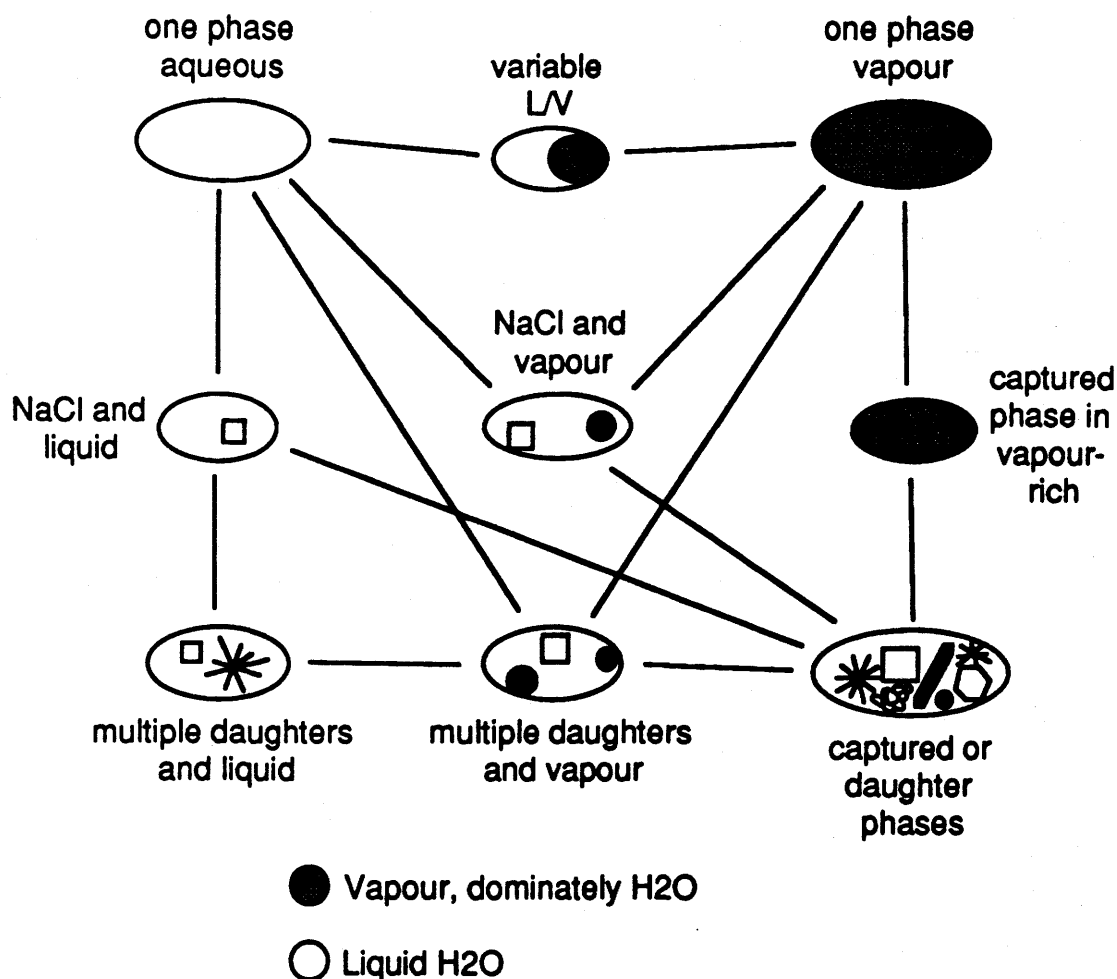 one phase
aqueous
variable
L/V
one phase
vapour
NaCl and
liquid
NaCl and
vapour
captured
phase in
vapour-
rich
multiple daughters
and liquid
multiple daughters
and vapour
captured or
daughter
phases
Vapour, dominately H2O
Liquid H2O